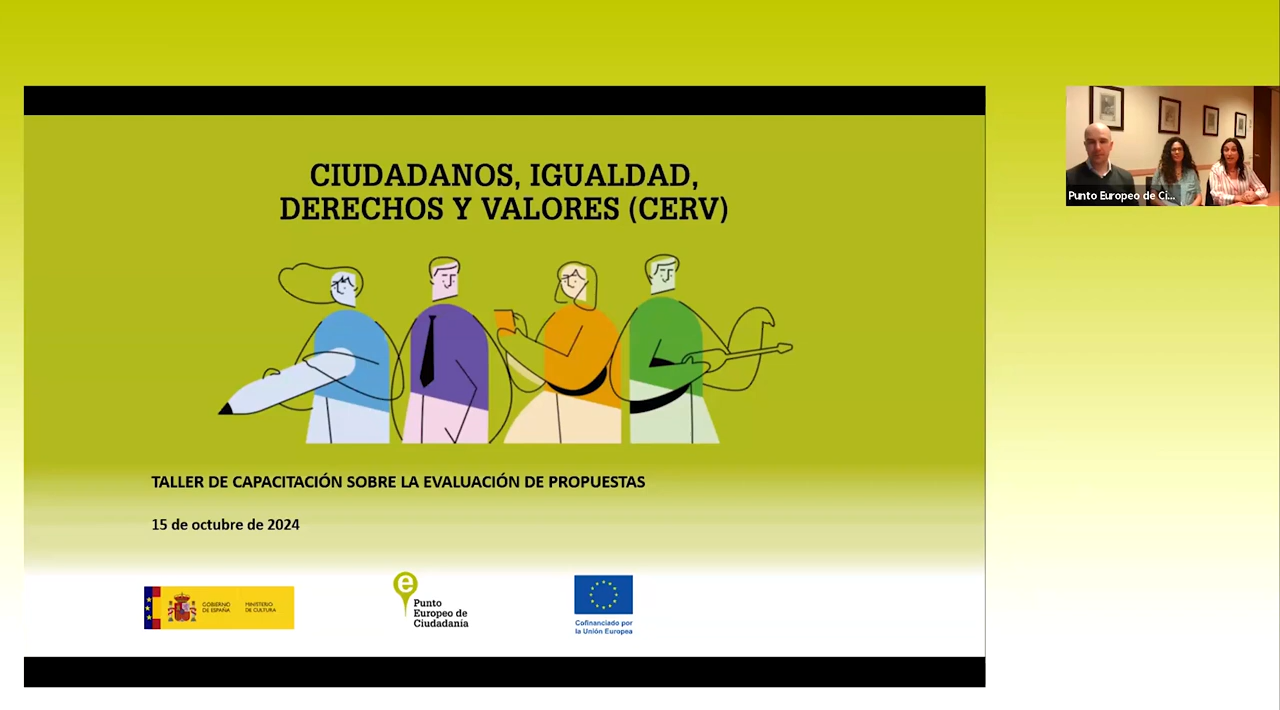 CIUDADANOS, IGUALDAD,
DERECHOS Y VALORES (CERV)
Punto Europeo de Ci...
TALLER DE CAPACITACIÓN SOBRE LA EVALUACIÓN DE PROPUESTAS
15 de octubre de 2024
GOBIERNO
DE ESPAÑA
MINISTERIO
DE CULTURA
e
Punto
Europeo de
Ciudadanía
Cofinanciado por
la Unión Europea